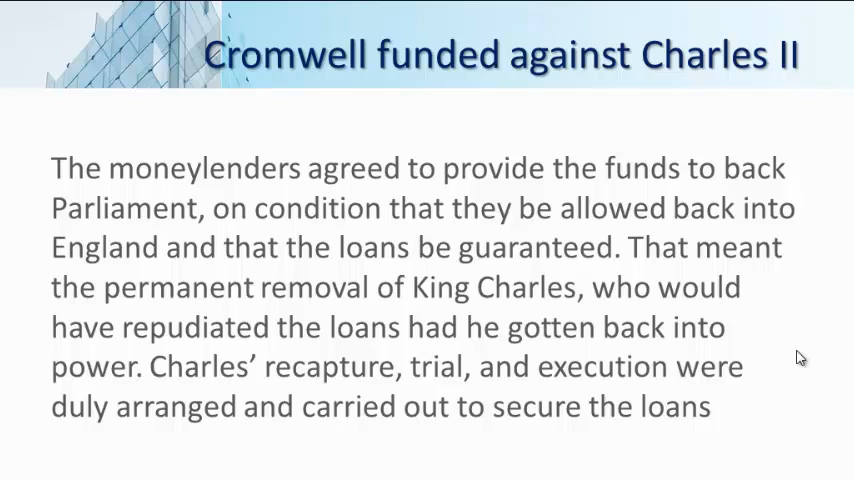 Cromwell funded against Charles II
The moneylenders agreed to provide the funds to back
Parliament, on condition that they be allowed back into
England and that the loans be guaranteed. That meant
the permanent removal of King Charles, who would
have repudiated the loans had he gotten back into
power. Charles’ recapture, trial, and execution were
duly arranged and carried out to secure the loans